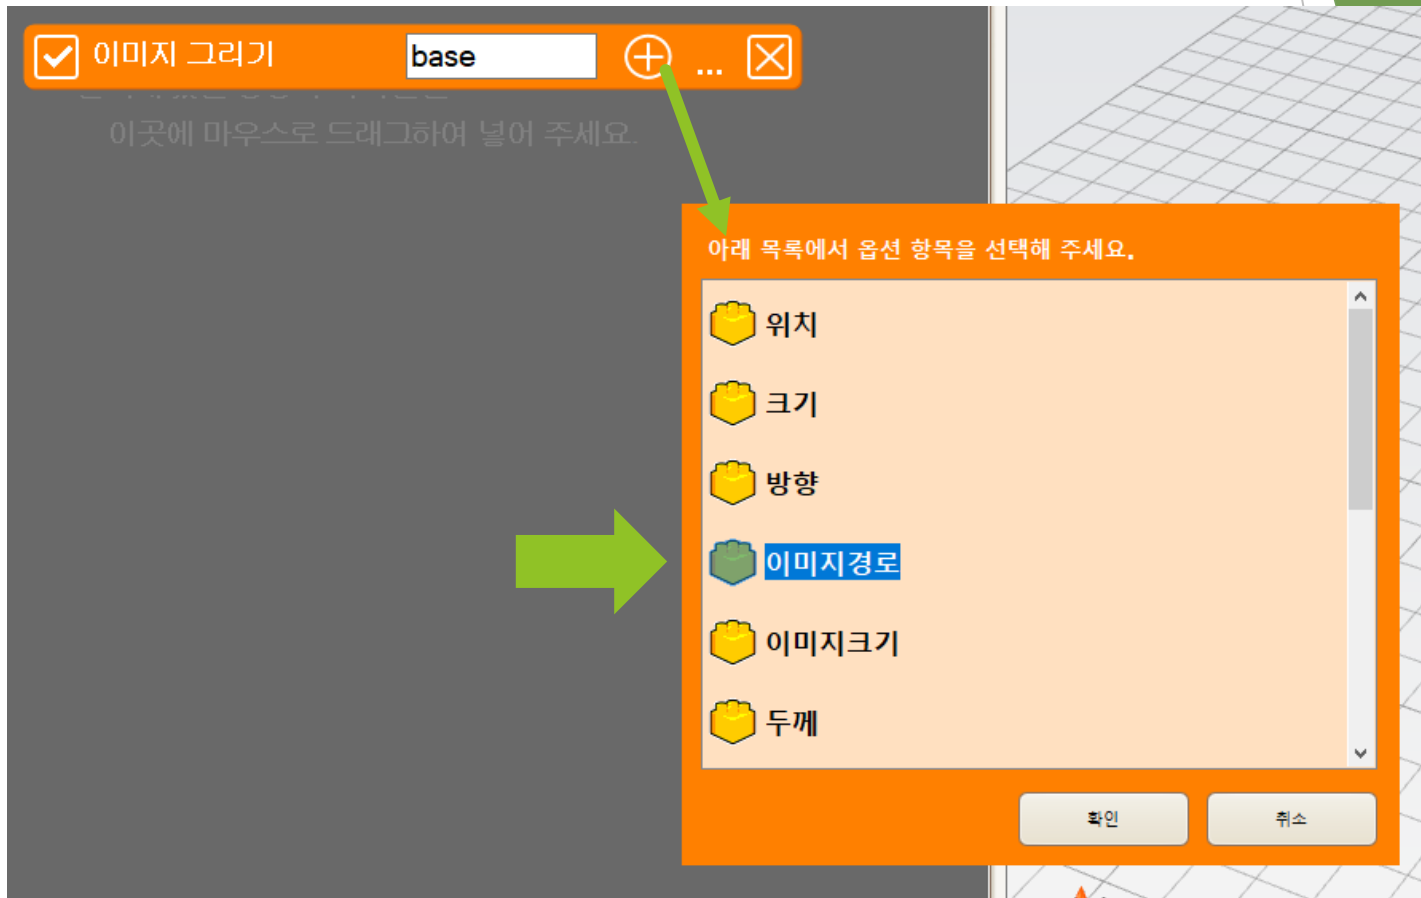 이미지 그리기
base
...
이곳에 마우스로 드래그하여 넣어 주세요.
아래 목록에서 옵션 항목을 선택해 주세요.
위치
크기
방향
이미지경로
이미지크기
두께
확인
취소